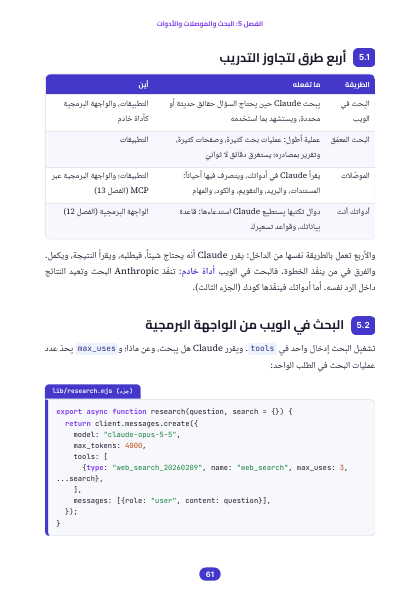 الفصل 5: البحث والموصلات والأدوات
5.1 أربع طرق لتجاوز التدريب
الطريقة ما تفعله أين
البحث في يبحث Claude حين يحتاج السؤال حقائق حديثة أو التطبيقات، والواجهة البرمجية
الويب محددة، ويستشهد بما استخدمه كأداة خادم
البحث المعمّق عملية أطول: عمليات بحث كثيرة، وصفحات كثيرة، التطبيقات
وتقرير بمصادره؛ يستغرق دقائق لا ثوانيَ
الموصّلات يقرأ Claude في أدواتك، ويتصرف فيها أحياناً: التطبيقات؛ والواجهة البرمجية عبر
المستندات، والبريد، والتقويم، والكود، والمهام MCP (الفصل 13)
أدواتك أنت دوال تكتبها يستطيع Claude استدعاءها: قاعدة الواجهة البرمجية (الفصل 12)
بياناتك، وقواعد تسعيرك
والأربع تعمل بالطريقة نفسها من الداخل: يقرر Claude أنه يحتاج شيئاً، فيطلبه، ويقرأ النتيجة، ويكمل.
والفرق في من ينفّذ الخطوة. فالبحث في الويب أداة خادم: تنفذ Anthropic البحث وتعيد النتائج
داخل الرد نفسه. أما أدواتك فينفّذها كودك (الجزء الثالث).
5.2 البحث في الويب من الواجهة البرمجية
تشغيل البحث إدخال واحد في tools. ويقرر Claude هل يبحث، وعن ماذا؛ و max_uses يحدّ عدد
عمليات البحث في الطلب الواحد:
lib/research.mjs (جزء)
export async function research(question, search = {}) {
return client.messages.create({
model: "claude-opus-5-5",
max_tokens: 4000,
tools: [
{type: "web_search_20260209", name: "web_search", max_uses: 3,
...search},
],
messages: [{role: "user", content: question}],
});
}
61